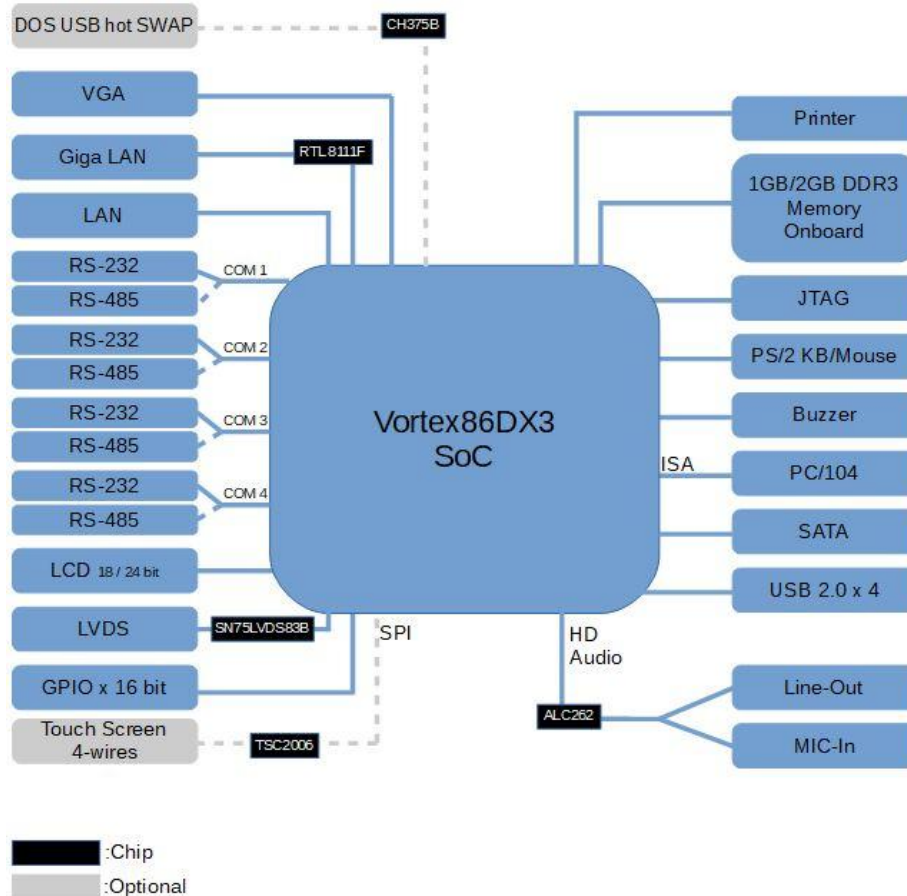 DOS USB hot SWAP
CH375B
VGA
Giga LAN
RTL8111F
LAN
RS-232
RS-485
COM 1
RS-232
RS-485
COM 2
RS-232
RS-485
COM 3
RS-232
RS-485
COM 4
LCD 18 / 24 bit
LVDS
SN75LVDS83B
GPIO x 16 bit
Touch Screen
4-wires
TSC2006
SPI
Vortex86DX3
SoC
ISA
HD
Audio
ALC262
Printer
1GB/2GB DDR3
Memory
Onboard
JTAG
PS/2 KB/Mouse
Buzzer
PC/104
SATA
USB 2.0 x 4
Line-Out
MIC-In
:Chip
:Optional